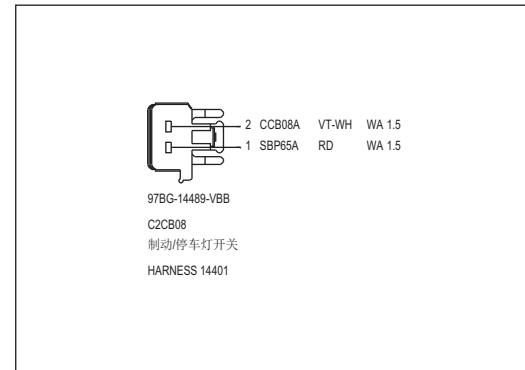 2 CCB08A VT-WH WA 1.5
1 SBP65A RD WA 1.5
97BG-14489-VBB
C2CB08
制动/停车灯开关
HARNESS 14401